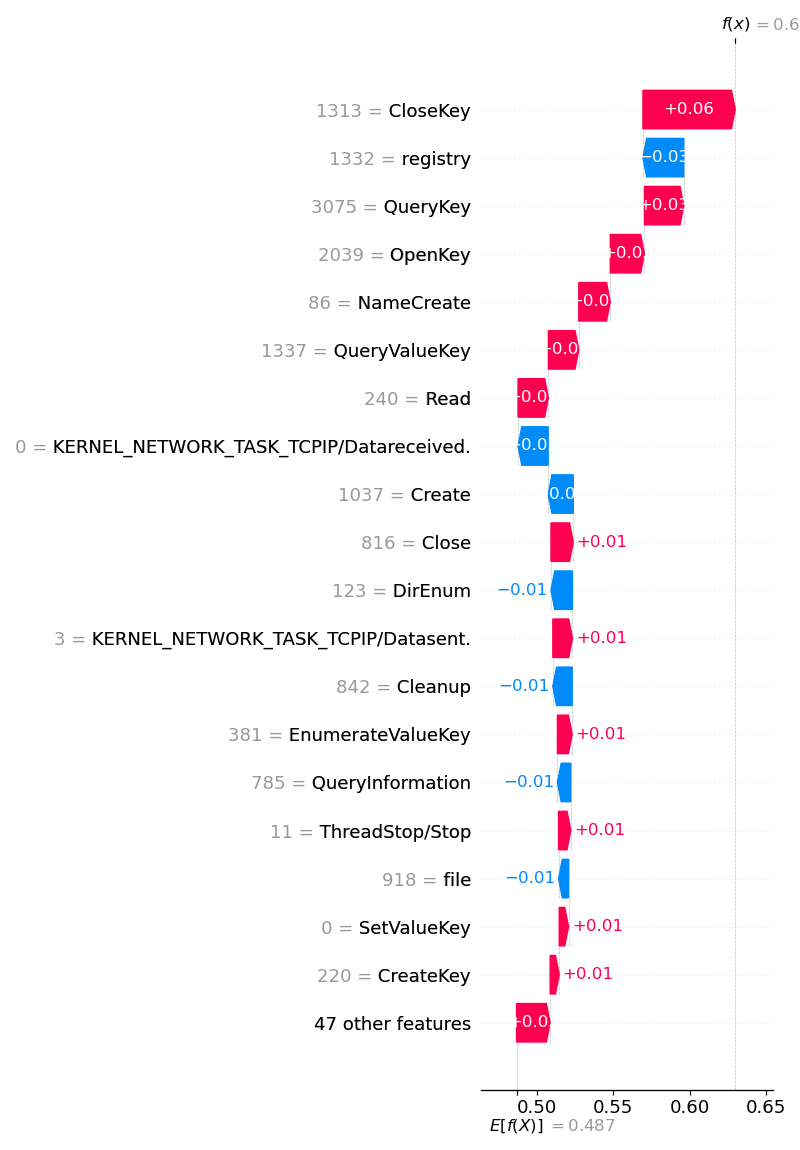 f(x) = 0.6
1313 = CloseKey +0.06
1332 = registry −0.03
3075 = QueryKey +0.03
2039 = OpenKey
86 = NameCreate
1337 = QueryValueKey
240 = Read
0 = KERNEL_NETWORK_TASK_TCPIP/Datareceived.
1037 = Create
816 = Close +0.01
123 = DirEnum −0.01
3 = KERNEL_NETWORK_TASK_TCPIP/Datasent. +0.01
842 = Cleanup −0.01
381 = EnumerateValueKey +0.01
785 = QueryInformation −0.01
11 = ThreadStop/Stop +0.01
918 = file −0.01
0 = SetValueKey +0.01
220 = CreateKey +0.01
47 other features
0.50 0.55 0.60 0.65
E[f(X)] = 0.487